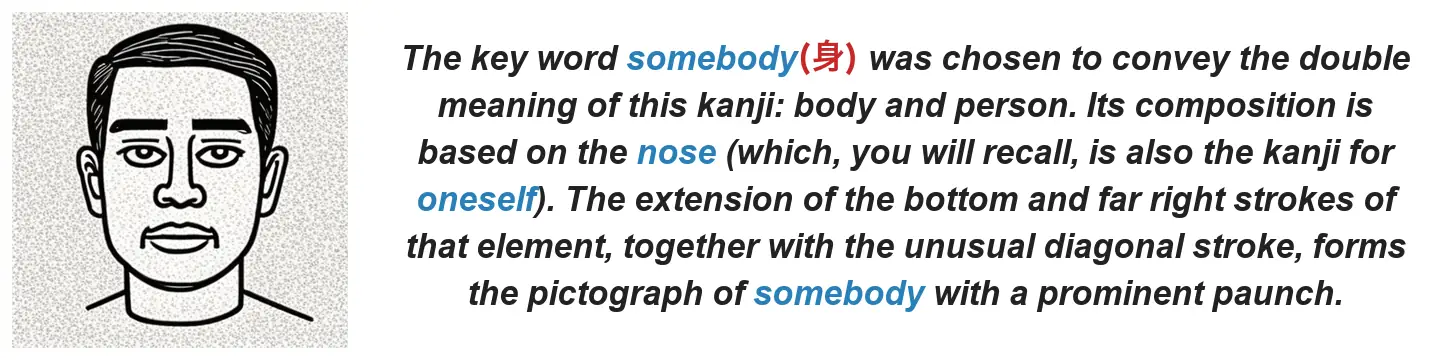 The key word somebody(身) was chosen to convey the double
meaning of this kanji: body and person. Its composition is
based on the nose (which, you will recall, is also the kanji for
oneself). The extension of the bottom and far right strokes of
that element, together with the unusual diagonal stroke, forms
the pictograph of somebody with a prominent paunch.